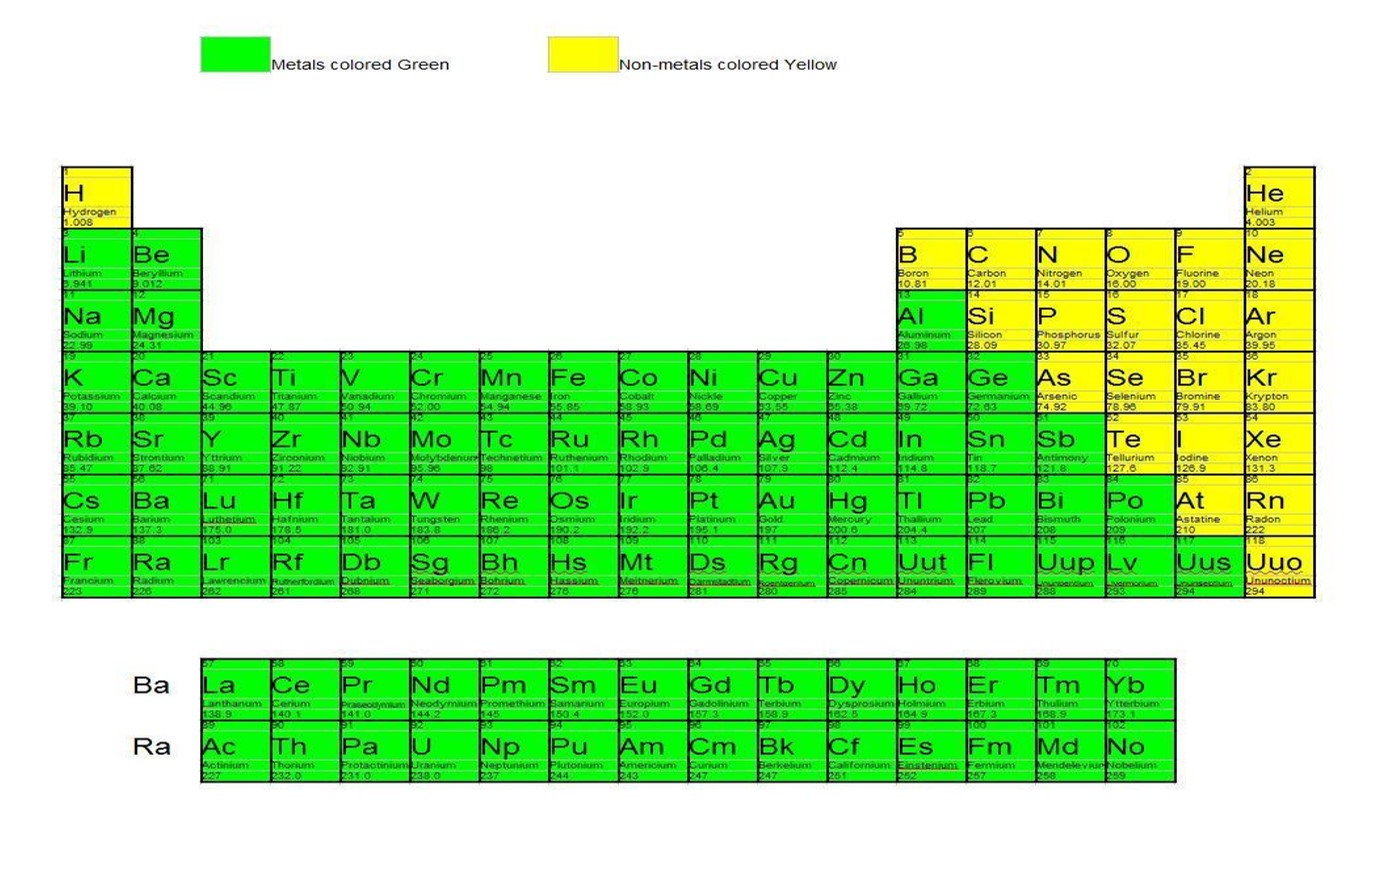 Metals colored Green Non-metals colored Yellow
1 2
H He
Hydrogen Helium
1.008 4.003
3 4 5 6 7 8 9 10
Li Be B C N O F Ne
Lithium Beryllium Boron Carbon Nitrogen Oxygen Fluorine Neon
6.941 9.012 10.81 12.01 14.01 16.00 19.00 20.18
11 12 13 14 15 16 17 18
Na Mg Al Si P S Cl Ar
Sodium Magnesium Aluminum Silicon Phosphorus Sulfur Chlorine Argon
22.99 24.31 26.98 28.09 30.97 32.07 35.45 39.95
19 20 21 22 23 24 25 26 27 28 29 30 31 32 33 34 35 36
K Ca Sc Ti V Cr Mn Fe Co Ni Cu Zn Ga Ge As Se Br Kr
Potassium Calcium Scandium Titanium Vanadium Chromium Manganese Iron Cobalt Nickle Copper Zinc Gallium Germanium Arsenic Selenium Bromine Krypton
39.10 40.08 44.96 47.87 50.94 52.00 54.94 55.85 58.93 58.69 63.55 65.38 69.72 72.63 74.92 78.96 79.91 83.80
37 38 39 40 41 42 43 44 45 46 47 48 49 50 51 52 53 54
Rb Sr Y Zr Nb Mo Tc Ru Rh Pd Ag Cd In Sn Sb Te I Xe
Rubidium Strontium Yttrium Zirconium Niobium Molybdenum Technetium Ruthenium Rhodium Palladium Silver Cadmium Indium Tin Antimony Tellurium Iodine Xenon
85.47 87.62 88.91 91.22 92.91 95.96 98 101.1 102.9 106.4 107.9 112.4 114.8 118.7 121.8 127.6 126.9 131.3
55 56 71 72 73 74 75 76 77 78 79 80 81 82 83 84 85 86
Cs Ba Lu Hf Ta W Re Os Ir Pt Au Hg Tl Pb Bi Po At Rn
Cesium Barium Luthetium Hafnium Tantalum Tungsten Rhenium Osmium Iridium Platinum Gold Mercury Thallium Lead Bismuth Polonium Astatine Radon
132.9 137.3 175.0 178.5 181.0 183.8 186.2 190.2 192.2 195.1 197 200.6 204.4 207 208 209 210 222
87 88 103 104 105 106 107 108 109 110 111 112 113 114 115 116 117 118
Fr Ra Lr Rf Db Sg Bh Hs Mt Ds Rg Cn Uut Fl Uup Lv Uus Uuo
Francium Radium Lawrencium Rutherfordium Dubnium Seaborgium Bohrium Hassium Meitnerium Darmstadtium Roentgenium Copernicum Ununtrium Flerovium Ununpentium Livermorium Ununseptium Ununoctium
223 226 262 261 268 271 272 276 276 281 280 285 284 289 288 293 294 294
57 58 59 60 61 62 63 64 65 66 67 68 69 70
Ba La Ce Pr Nd Pm Sm Eu Gd Tb Dy Ho Er Tm Yb
Lanthanum Cerium Praseodymium Neodymium Promethium Samarium Europium Gadolinium Terbium Dysprosium Holmium Erbium Thulium Ytterbium
138.9 140.1 141.0 144.2 145 150.4 152.0 157.3 158.9 162.5 164.9 167.3 168.9 173.1
89 90 91 92 93 94 95 96 97 98 99 100 101 102
Ra Ac Th Pa U Np Pu Am Cm Bk Cf Es Fm Md No
Actinium Thorium Protactinium Uranium Neptunium Plutonium Americium Curium Berkelium Californium Einstenium Fermium Mendeleviur Nobelium
227 232.0 231.0 238.0 237 244 243 247 247 251 252 257 258 259